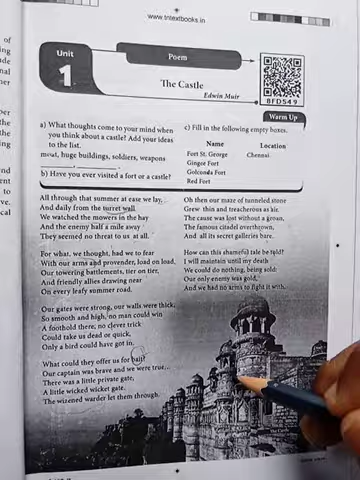 www.tntextbooks.in
Unit
1
Poem
The Castle
Edwin Muir
8FD549
Warm Up
a) What thoughts come to your mind when
you think about a castle? Add your ideas
to the list.
moat, huge buildings, soldiers, weapons
b) Have you ever visited a fort or a castle?
c) Fill in the following empty boxes.
Name Location
Fort St. George Chennai
Gingee Fort
Golconda Fort
Red Fort
All through that summer at ease we lay,
And daily from the turret wall
We watched the mowers in the hay
And the enemy half a mile away
They seemed no threat to us at all.
For what, we thought, had we to fear
With our arms and provender, load on load,
Our towering battlements, tier on tier,
And friendly allies drawing near
On every leafy summer road.
Our gates were strong, our walls were thick,
So smooth and high, no man could win
A foothold there, no clever trick
Could take us dead or quick,
Only a bird could have got in.
What could they offer us for bait?
Our captain was brave and we were true...
There was a little private gate,
A little wicked wicket gate.
The wizened warder let them through.
Oh then our maze of tunneled stone
Grew thin and treacherous as air.
The cause was lost without a groan,
The famous citadel overthrown,
And all its secret galleries bare.
How can this shameful tale be told?
I will maintain until my death
We could do nothing, being sold:
Our only enemy was gold,
And we had no arms to fight it with.